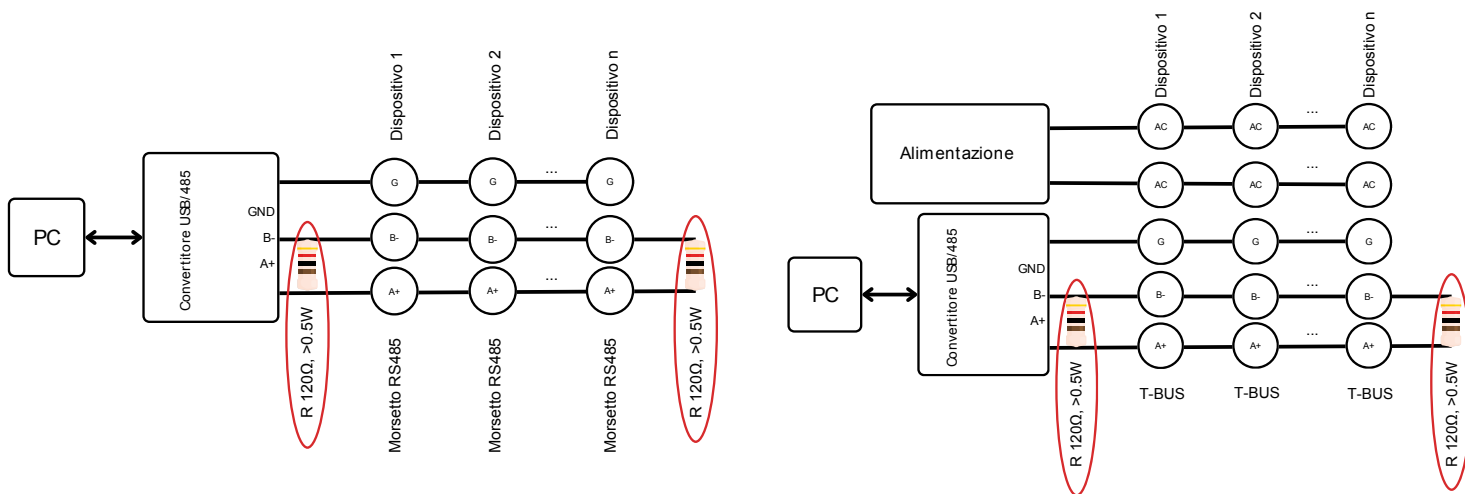 PC
Convertitore USB/485
GND
B-
A+
Dispositivo 1
Dispositivo 2
Dispositivo n
G
G
...
G
B-
B-
...
B-
A+
A+
...
A+
R 120Ω, >0.5W
Morsetto RS485
Morsetto RS485
Morsetto RS485
R 120Ω, >0.5W
Dispositivo 1
Dispositivo 2
Dispositivo n
Alimentazione
AC
AC
...
AC
AC
AC
...
AC
PC
Convertitore USB/485
GND
B-
A+
G
G
...
G
B-
B-
...
B-
A+
A+
...
A+
R 120Ω, >0.5W
T-BUS
T-BUS
T-BUS
R 120Ω, >0.5W